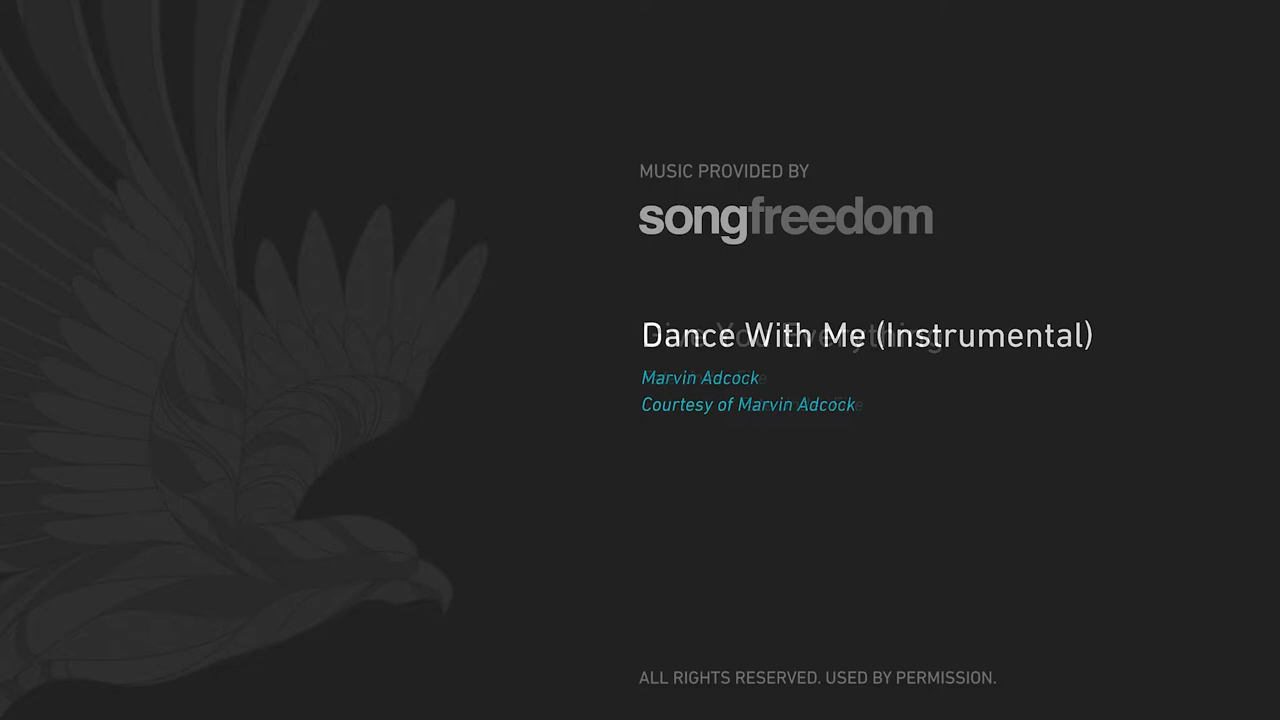 MUSIC PROVIDED BY
songfreedom
Dance With Me (Instrumental)
Marvin Adcock
Courtesy of Marvin Adcock
ALL RIGHTS RESERVED. USED BY PERMISSION.